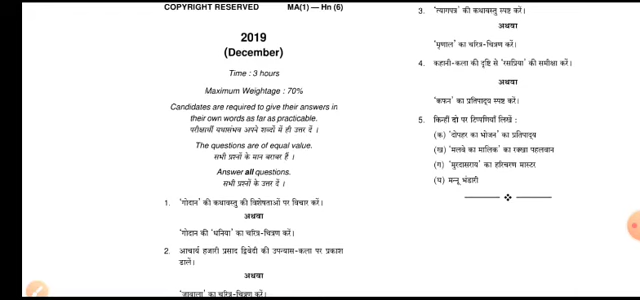 COPYRIGHT RESERVED MA(1) — Hn (6)
2019
(December)
Time : 3 hours
Maximum Weightage : 70%
Candidates are required to give their answers in
their own words as far as practicable.
परीक्षार्थी यथासंभव अपने शब्दों में ही उत्तर दें ।
The questions are of equal value.
सभी प्रश्नों के मान बराबर हैं ।
Answer all questions.
सभी प्रश्नों के उत्तर दें ।
1. 'गोदान' की कथावस्तु की विशेषताओं पर विचार करें।
अथवा
'गोदान की 'धनिया' का चरित्र-चित्रण करें।
2. आचार्य हजारी प्रसाद द्विवेदी की उपन्यास-कला पर प्रकाश
डालें।
अथवा
'जाबाला' का चरित्र-चित्रण करें।
3. 'त्यागपत्र' की कथावस्तु स्पष्ट करें।
अथवा
'मृणाल' का चरित्र-चित्रण करें।
4. कहानी-कला की दृष्टि से 'रसप्रिया' की समीक्षा करें।
अथवा
'कफन' का प्रतिपाद्य स्पष्ट करें।
5. किन्हीं दो पर टिप्पणियाँ लिखें :
(क) 'दोपहर का भोजन' का प्रतिपाद्य
(ख) 'मलवे का मालिक' का रक्खा पहलवान
(ग) 'मुरदासराय' का हरिचरण मास्टर
(घ) मन्नू भंडारी